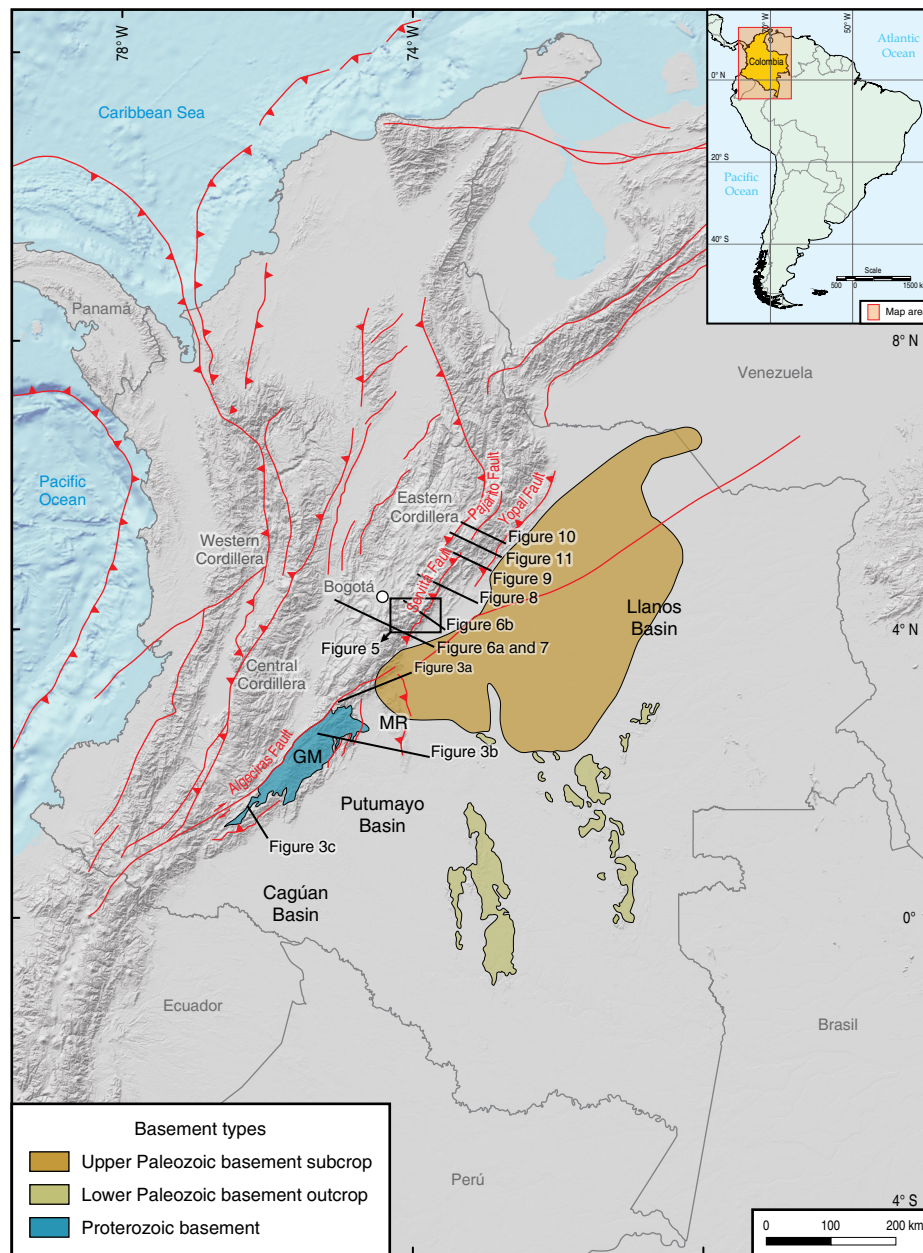 78° W
74° W
Caribbean Sea
Panamá
Pacific
Ocean
Western
Cordillera
Central
Cordillera
Eastern
Cordillera
Bogotá
Venezuela
8° N
Pajarito Fault
Yopal Fault
Servitá Fault
Algeciras Fault
Figure 10
Figure 11
Figure 9
Figure 8
Figure 6b
Figure 5
Figure 6a and 7
Figure 3a
Llanos
Basin
4° N
MR
GM
Figure 3b
Putumayo
Basin
Figure 3c
Cagúan
Basin
0°
Ecuador
Brasil
Perú
4° S
Basement types
Upper Paleozoic basement subcrop
Lower Paleozoic basement outcrop
Proterozoic basement
0 100 200 km
50° W
Atlantic
Ocean
Colombia
0° N
20° S
Pacific
Ocean
40° S
Scale
500 0 1500 km
Map area